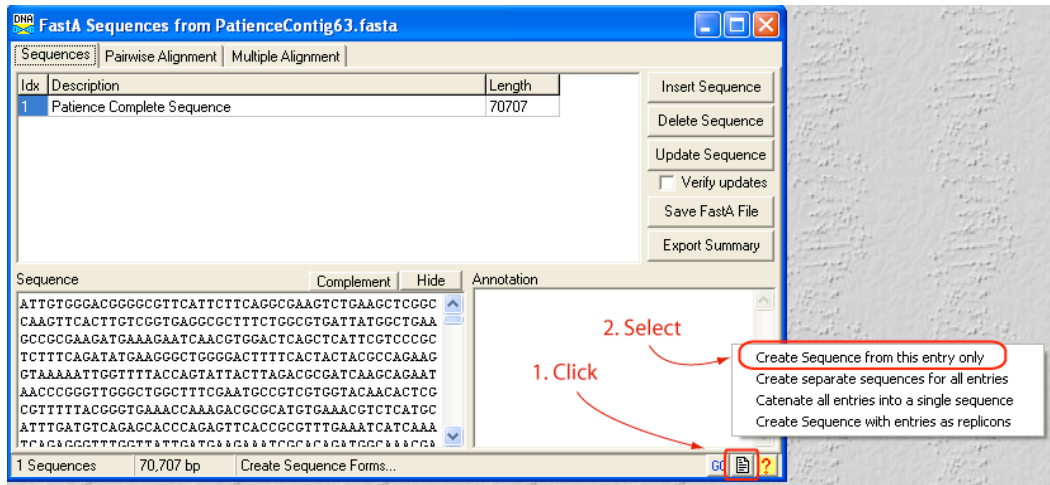 DNA
FastA Sequences from PatienceContig63.fasta
Sequences Pairwise Alignment Multiple Alignment
Idx Description Length
1 Patience Complete Sequence 70707
Insert Sequence
Delete Sequence
Update Sequence
Verify updates
Save FastA File
Export Summary
Sequence Complement Hide Annotation
ATTGTGGGACGGGGCGTTCATTCTTCAGGCGAAGTCTGAAGCTCGGC
CAAGTTCACTTGTCGGTGAGGCGCTTTCTGGCGTGATTATGGCTGAA
GCCGCGAAGATGAAAGAATCAACGTGGACTCAGCTCATTCGTCCCGC
TCTTTCAGATATGAAGGGCTGGGGACTTTTCACTACTACGCCAGAAG
GTAAAAATTGGTTTTACCAGTATTACTTAGACGCGATCAAGCAGAAT
AACCCGGGTTGGGCTGGCTTTCGAATGCCGTCGTGGTACAACACTCG
CGTTTTTACGGGTGAAACCAAAGACGCGCATGTGAAACGTCTCATGC
ATTTGATGTCAGAGCACCCAGAGTTCACCGCGTTTGAAATCATCAAA
TCAGAGGGTTTGGTTATTGATGAAGAAATCGCACAGATGGCAAACGA
2. Select
1. Click
Create Sequence from this entry only
Create separate sequences for all entries
Catenate all entries into a single sequence
Create Sequence with entries as replicons
1 Sequences 70,707 bp Create Sequence Forms... ?